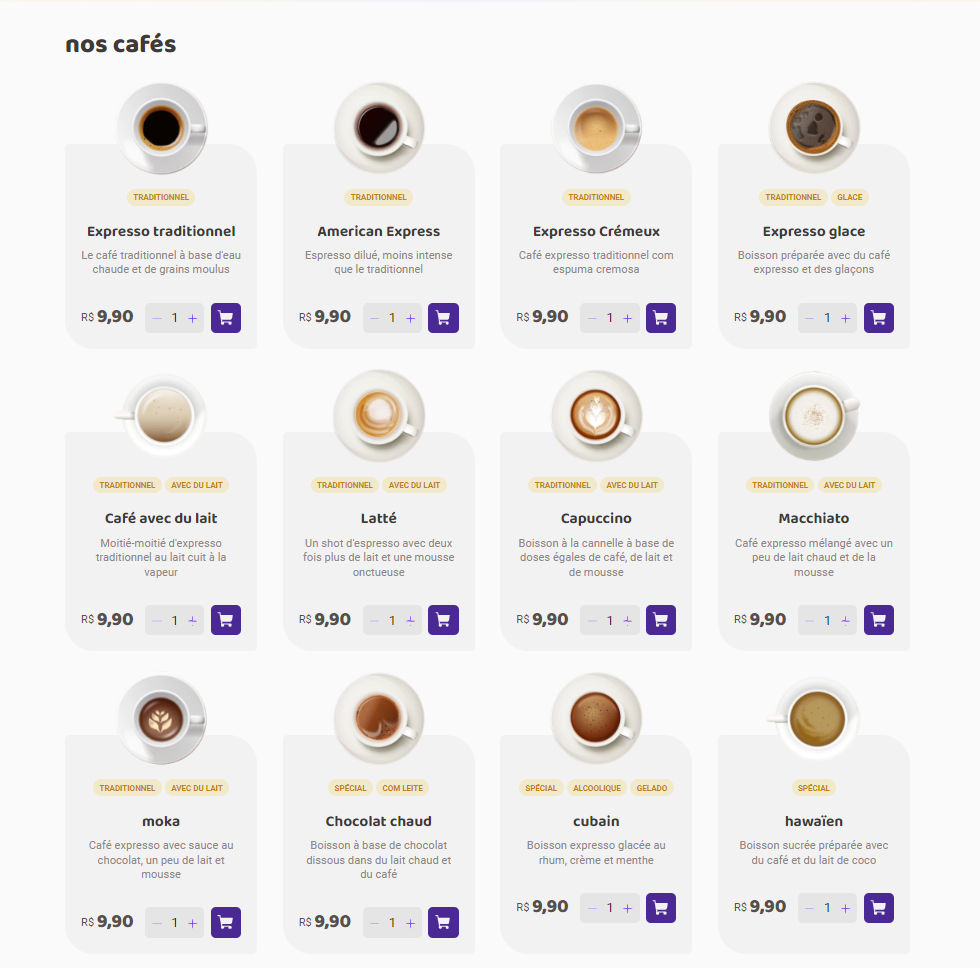 nos cafés
TRADITIONNEL
Expresso traditionnel
Le café traditionnel à base d'eau
chaude et de grains moulus
R$ 9,90 — 1 +
TRADITIONNEL
American Express
Espresso dilué, moins intense
que le traditionnel
R$ 9,90 — 1 +
TRADITIONNEL
Expresso Crémeux
Café expresso traditionnel com
espuma cremosa
R$ 9,90 — 1 +
TRADITIONNEL GLACE
Expresso glace
Boisson préparée avec du café
expresso et des glaçons
R$ 9,90 — 1 +
TRADITIONNEL AVEC DU LAIT
Café avec du lait
Moitié-moitié d'expresso
traditionnel au lait cuit à la
vapeur
R$ 9,90 — 1 +
TRADITIONNEL AVEC DU LAIT
Latté
Un shot d'espresso avec deux
fois plus de lait et une mousse
onctueuse
R$ 9,90 — 1 +
TRADITIONNEL AVEC DU LAIT
Capuccino
Boisson à la cannelle à base de
doses égales de café, de lait et
de mousse
R$ 9,90 — 1 +
TRADITIONNEL AVEC DU LAIT
Macchiato
Café expresso mélangé avec un
peu de lait chaud et de la
mousse
R$ 9,90 — 1 +
TRADITIONNEL AVEC DU LAIT
moka
Café expresso avec sauce au
chocolat, un peu de lait et
mousse
R$ 9,90 — 1 +
SPÉCIAL COM LEITE
Chocolat chaud
Boisson à base de chocolat
dissous dans du lait chaud et
du café
R$ 9,90 — 1 +
SPÉCIAL ALCOOLIQUE GELADO
cubain
Boisson expresso glacée au
rhum, crème et menthe
R$ 9,90 — 1 +
SPÉCIAL
hawaïen
Boisson sucrée préparée avec
du café et du lait de coco
R$ 9,90 — 1 +